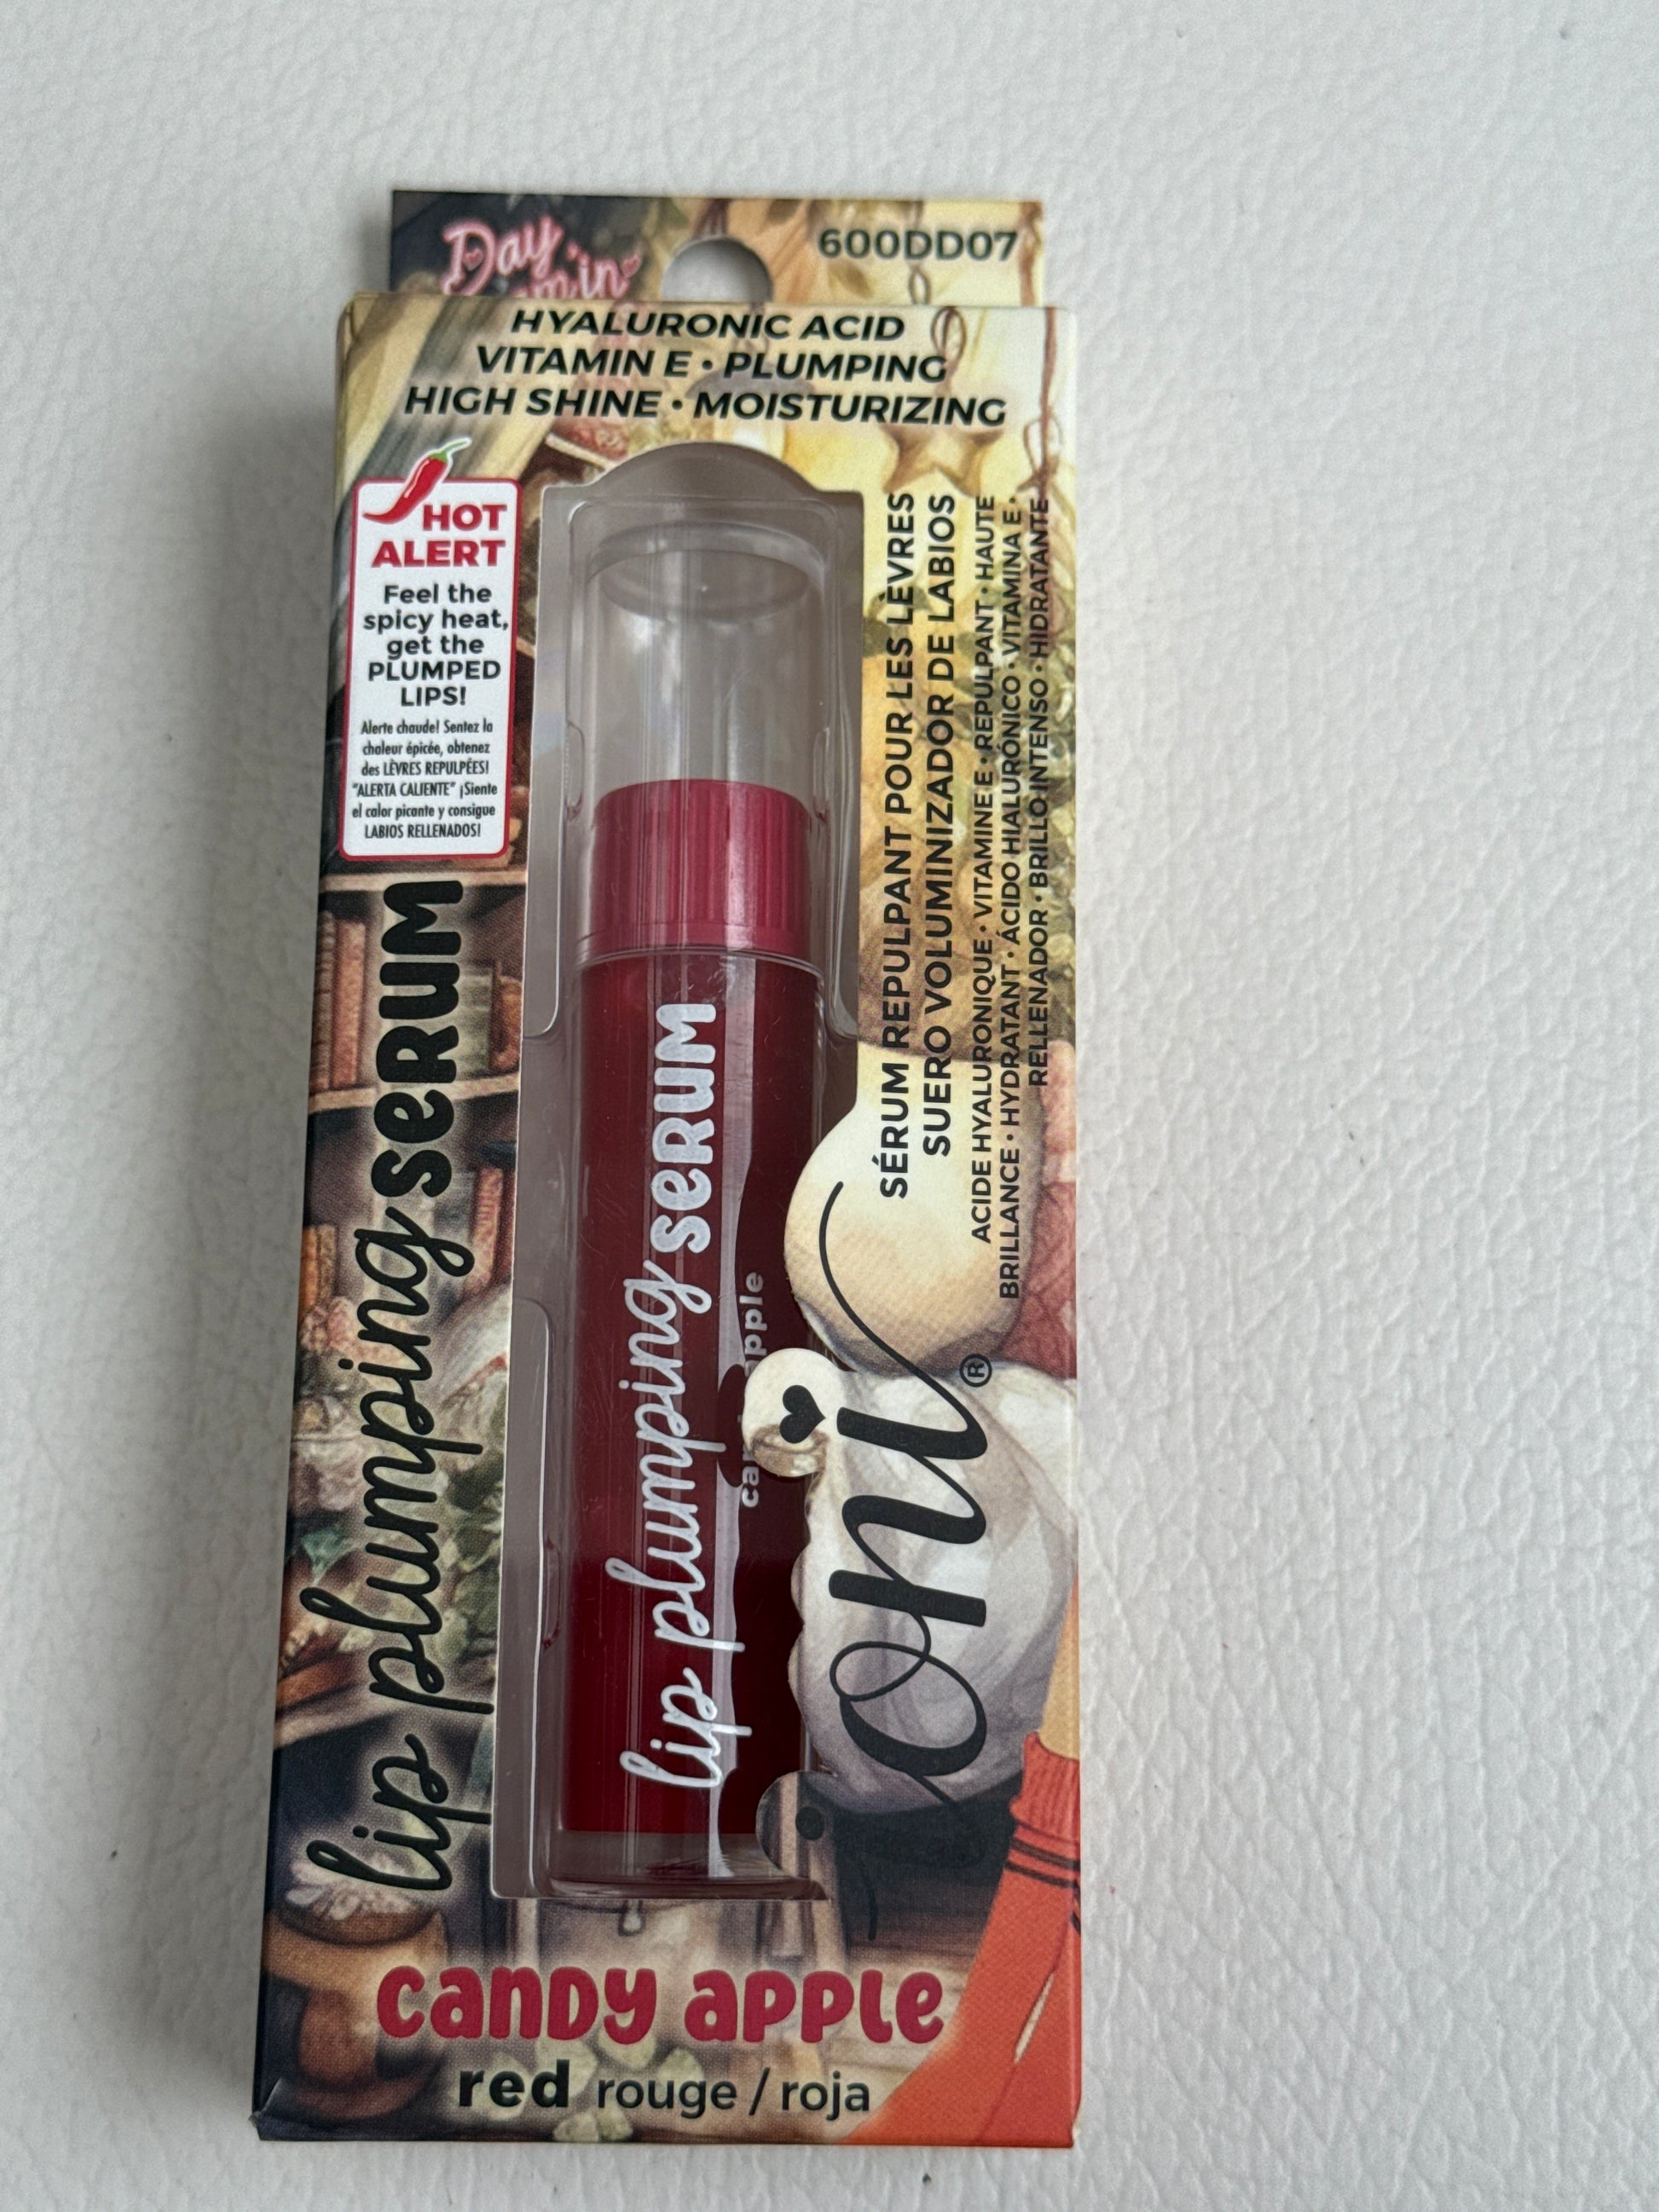 Day
600DD07
HYALURONIC ACID
VITAMIN E • PLUMPING
HIGH SHINE • MOISTURIZING
HOT
ALERT
Feel the
spicy heat,
get the
PLUMPED
LIPS!
Alerte chaude! Sentez la
chaleur épicée, obtenez
des LÈVRES REPULPÉES!
"ALERTA CALIENTE" ¡Siente
el calor picante y consigue
LABIOS RELLENADOS!
lip plumping serum
lip plumping serum
SÉRUM REPULPANT POUR LES LÈVRES
SUERO VOLUMINIZADOR DE LABIOS
ACIDE HYALURONIQUE • VITAMINE E • REPULPANT • HAUTE
BRILLANCE • HYDRATANT • ÁCIDO HIALURÓNICO • VITAMINA E •
RELLENADOR • BRILLO INTENSO • HIDRATANTE
.oni®
candy apple
red rouge / roja